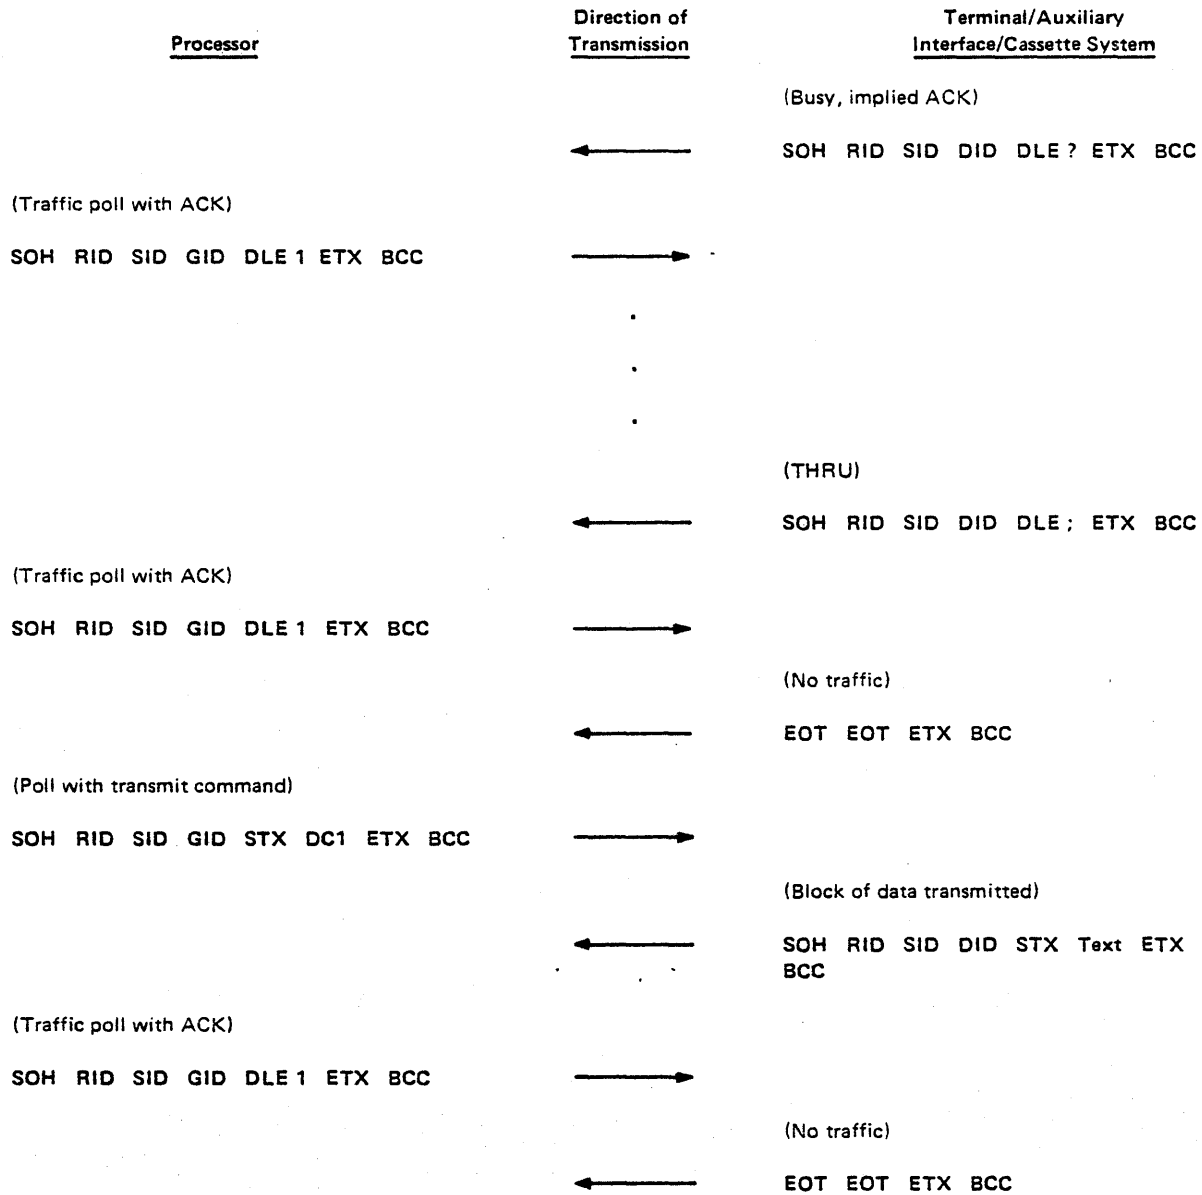 Direction of Terminal/Auxiliary
Processor Transmission Interface/Cassette System
(Busy, implied ACK)
SOH RID SID DID DLE ? ETX BCC
(Traffic poll with ACK)
SOH RID SID GID DLE 1 ETX BCC
.
.
.
(THRU)
SOH RID SID DID DLE ; ETX BCC
(Traffic poll with ACK)
SOH RID SID GID DLE 1 ETX BCC
(No traffic)
EOT EOT ETX BCC
(Poll with transmit command)
SOH RID SID GID STX DC1 ETX BCC
(Block of data transmitted)
SOH RID SID DID STX Text ETX
BCC
(Traffic poll with ACK)
SOH RID SID GID DLE 1 ETX BCC
(No traffic)
EOT EOT ETX BCC